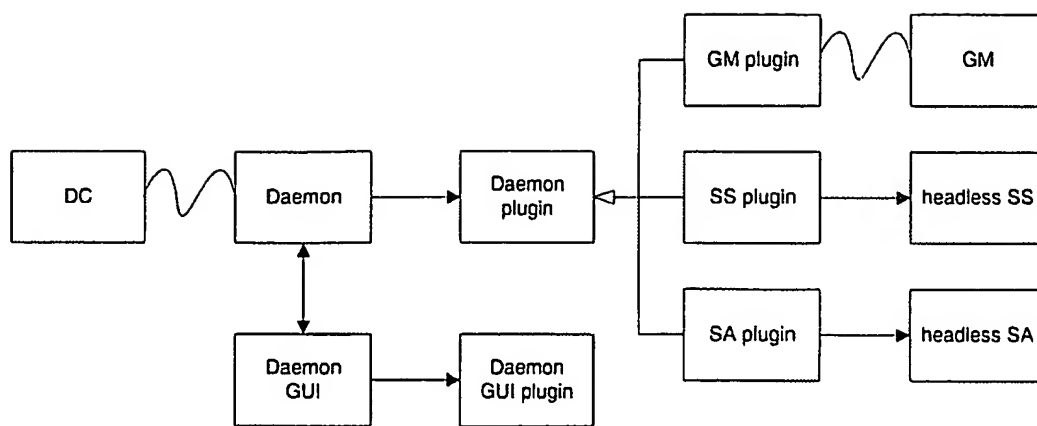 GM plugin
GM
DC
Daemon
Daemon
plugin
SS plugin
headless SS
SA plugin
headless SA
Daemon
GUI
Daemon
GUI plugin